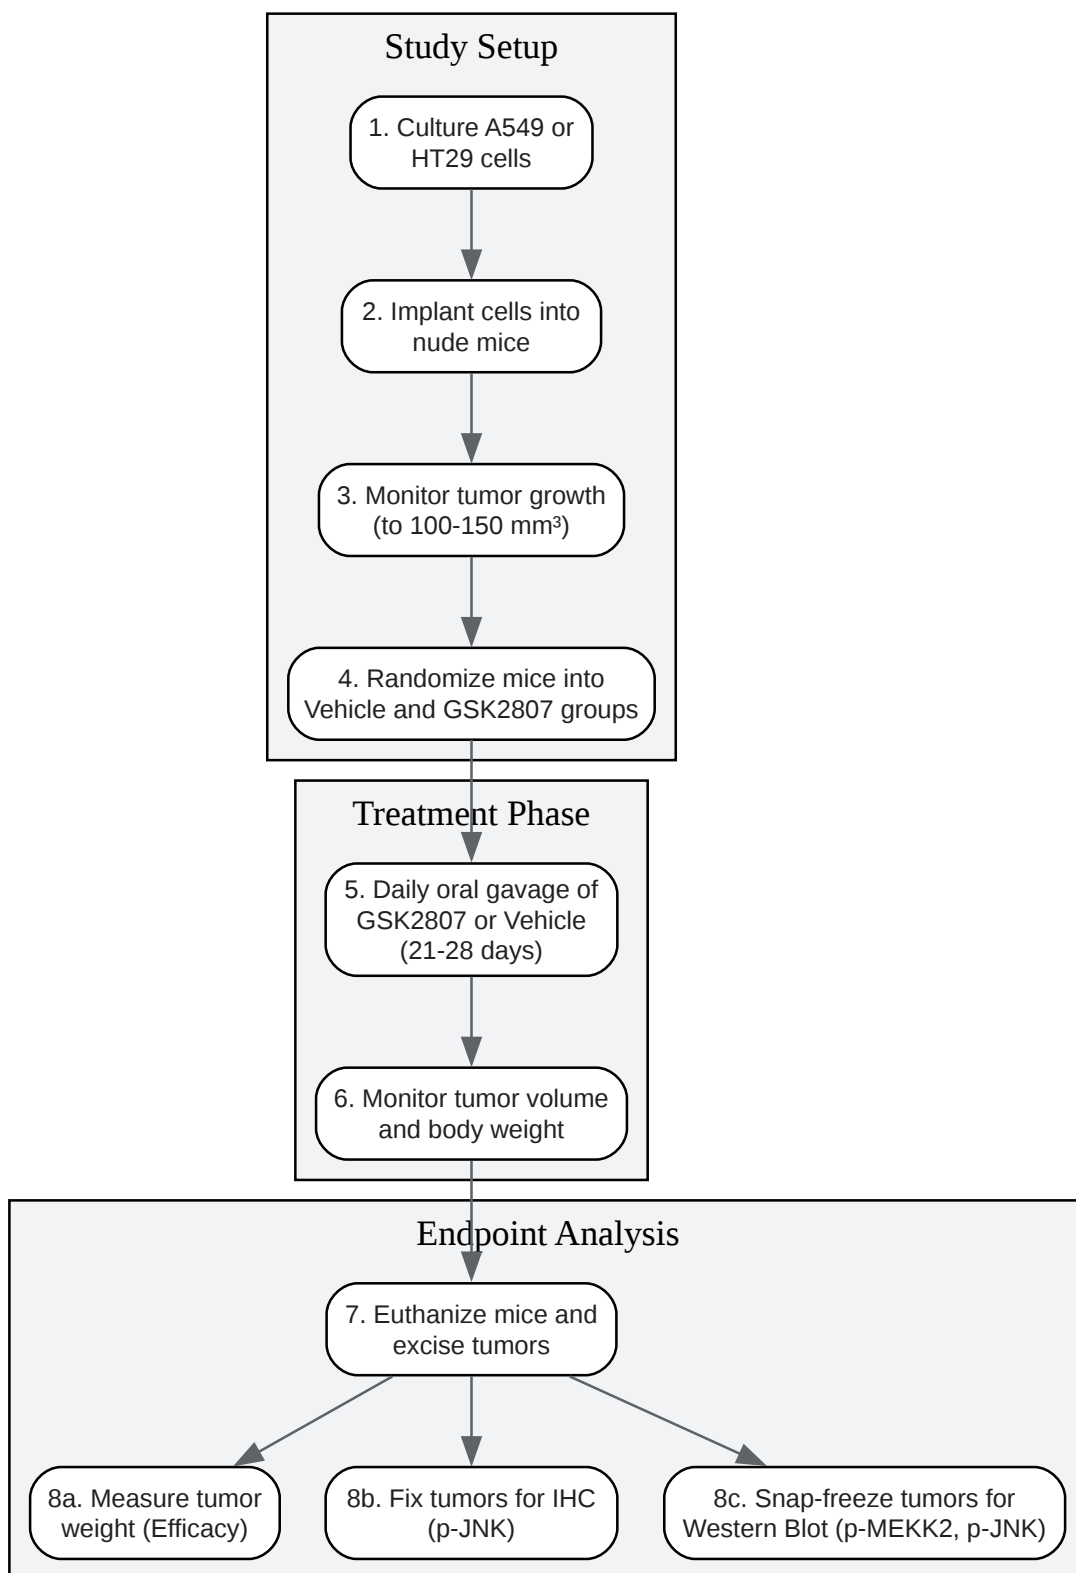 Study Setup
1. Culture A549 or
HT29 cells
2. Implant cells into
nude mice
3. Monitor tumor growth
(to 100-150 mm³)
4. Randomize mice into
Vehicle and GSK2807 groups
Treatment Phase
5. Daily oral gavage of
GSK2807 or Vehicle
(21-28 days)
6. Monitor tumor volume
and body weight
Endpoint Analysis
7. Euthanize mice and
excise tumors
8a. Measure tumor
weight (Efficacy)
8b. Fix tumors for IHC
(p-JNK)
8c. Snap-freeze tumors for
Western Blot (p-MEKK2, p-JNK)